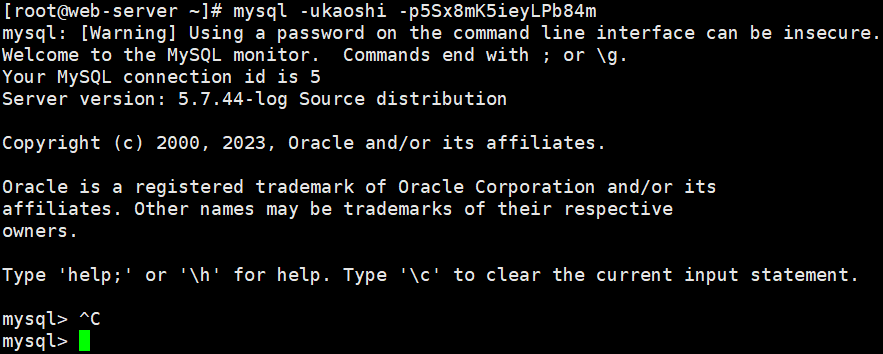 [root@web-server ~]# mysql -ukaoshi -p5Sx8mK5ieyLPb84m
mysql: [Warning] Using a password on the command line interface can be insecure.
Welcome to the MySQL monitor.  Commands end with ; or \g.
Your MySQL connection id is 5
Server version: 5.7.44-log Source distribution
Copyright (c) 2000, 2023, Oracle and/or its affiliates.
Oracle is a registered trademark of Oracle Corporation and/or its
affiliates. Other names may be trademarks of their respective
owners.
Type 'help;' or '\h' for help. Type '\c' to clear the current input statement.
mysql> ^C
mysql>